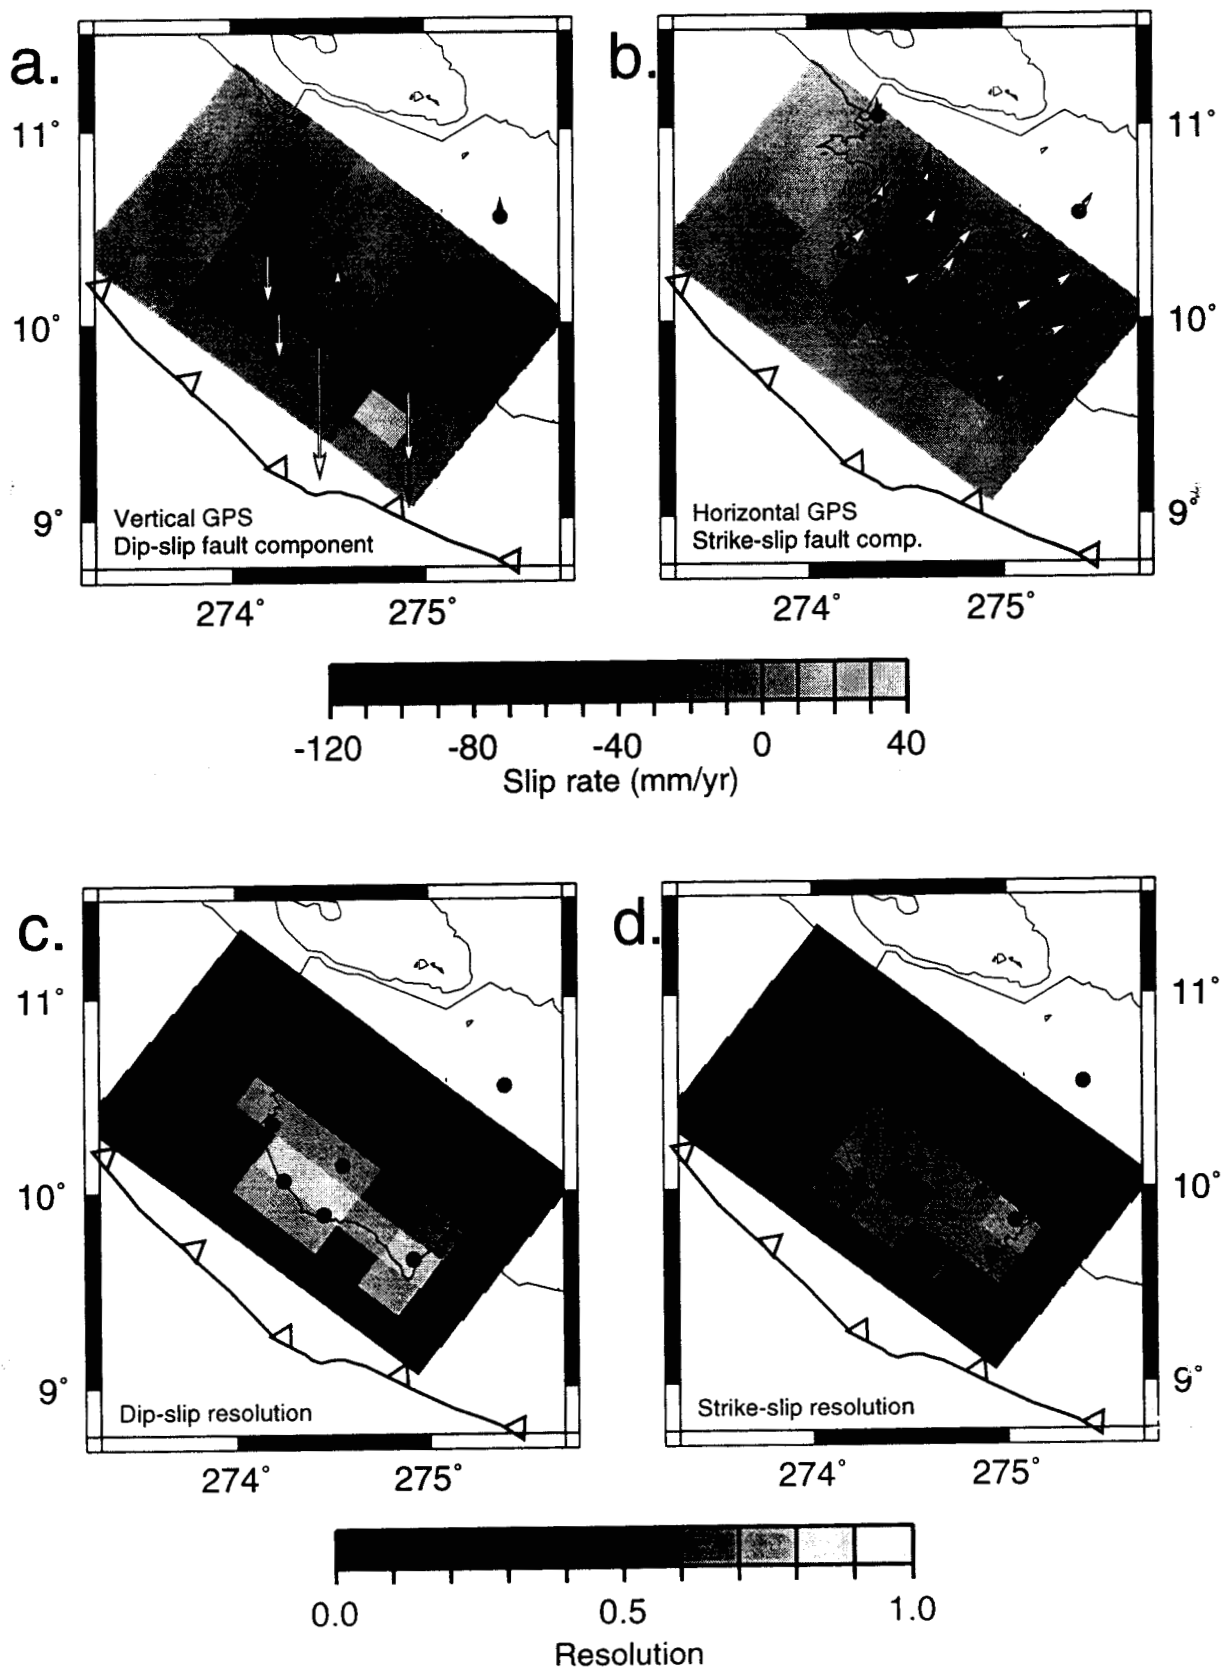 a.
b.
11°
11°
10°
10°
9°
9°
Vertical GPS
Dip-slip fault component
Horizontal GPS
Strike-slip fault comp.
274°
275°
274°
275°
-120
-80
-40
0
40
Slip rate (mm/yr)
c.
d.
11°
11°
10°
10°
9°
9°
Dip-slip resolution
Strike-slip resolution
274°
275°
274°
275°
0.0
0.5
1.0
Resolution